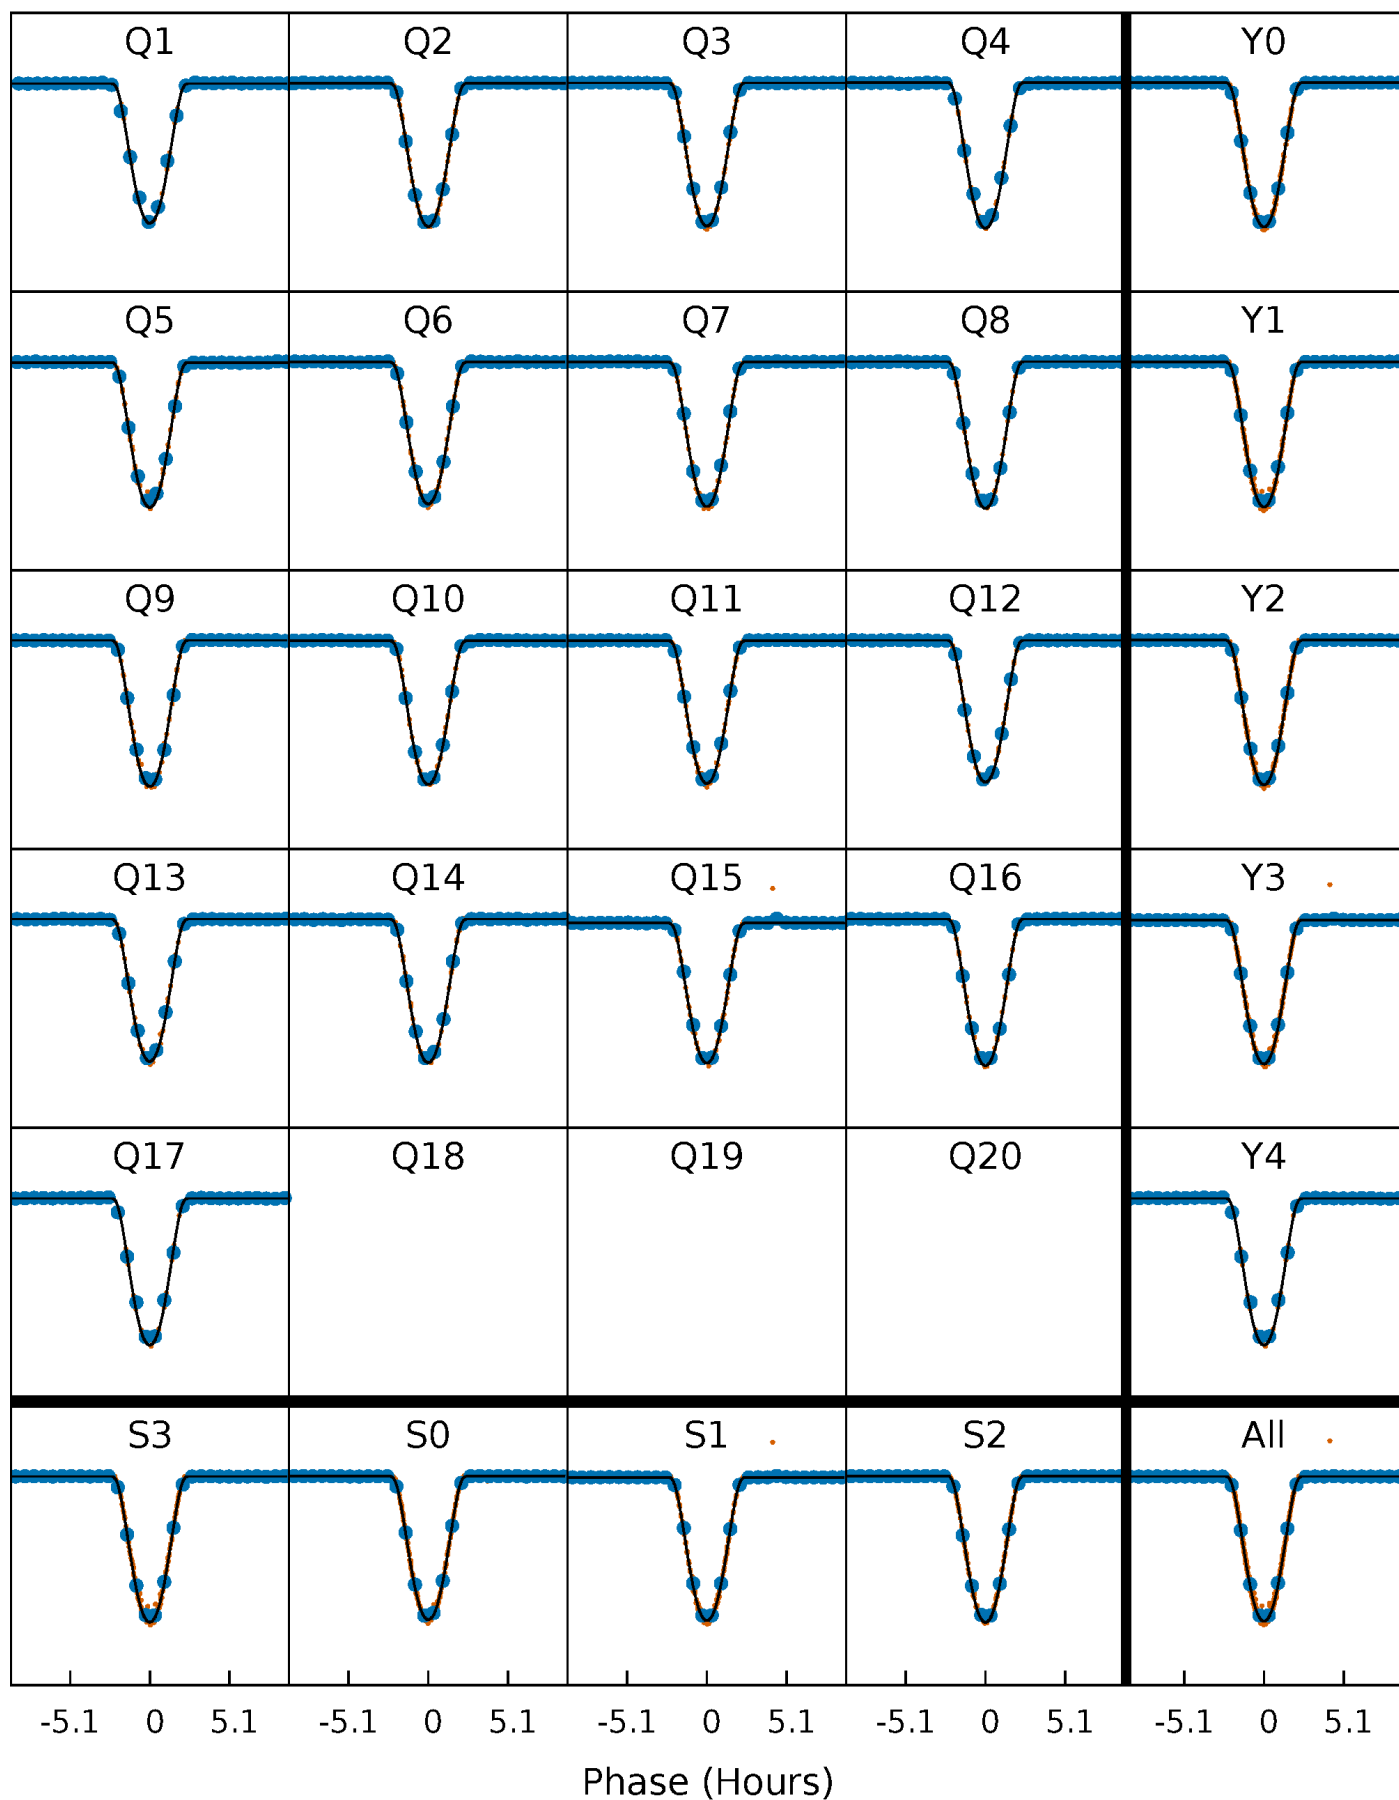 Q1 Q2 Q3 Q4 Y0
Q5 Q6 Q7 Q8 Y1
Q9 Q10 Q11 Q12 Y2
Q13 Q14 Q15 Q16 Y3
Q17 Q18 Q19 Q20 Y4
S3 S0 S1 S2 All
-5.1 0 5.1 -5.1 0 5.1 -5.1 0 5.1 -5.1 0 5.1 -5.1 0 5.1
Phase (Hours)